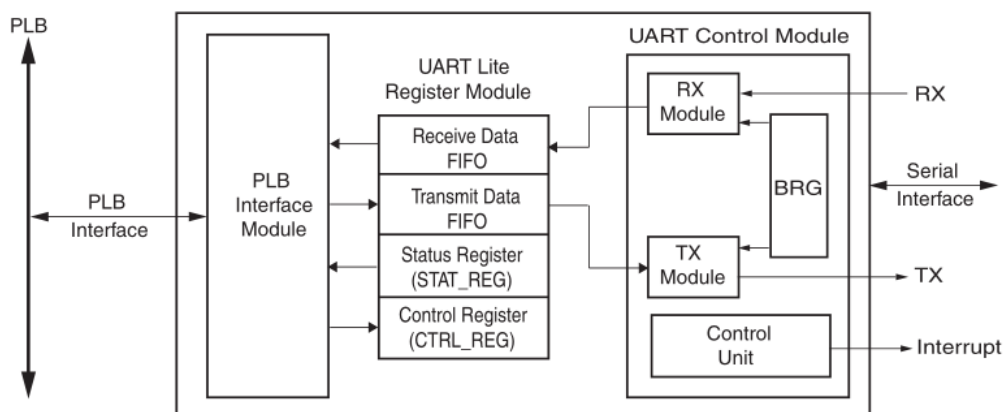 PLB
PLB
Interface
PLB
Interface
Module
UART Lite
Register Module
Receive Data
FIFO
Transmit Data
FIFO
Status Register
(STAT_REG)
Control Register
(CTRL_REG)
UART Control Module
RX
Module
BRG
TX
Module
Control
Unit
RX
Serial
Interface
TX
Interrupt